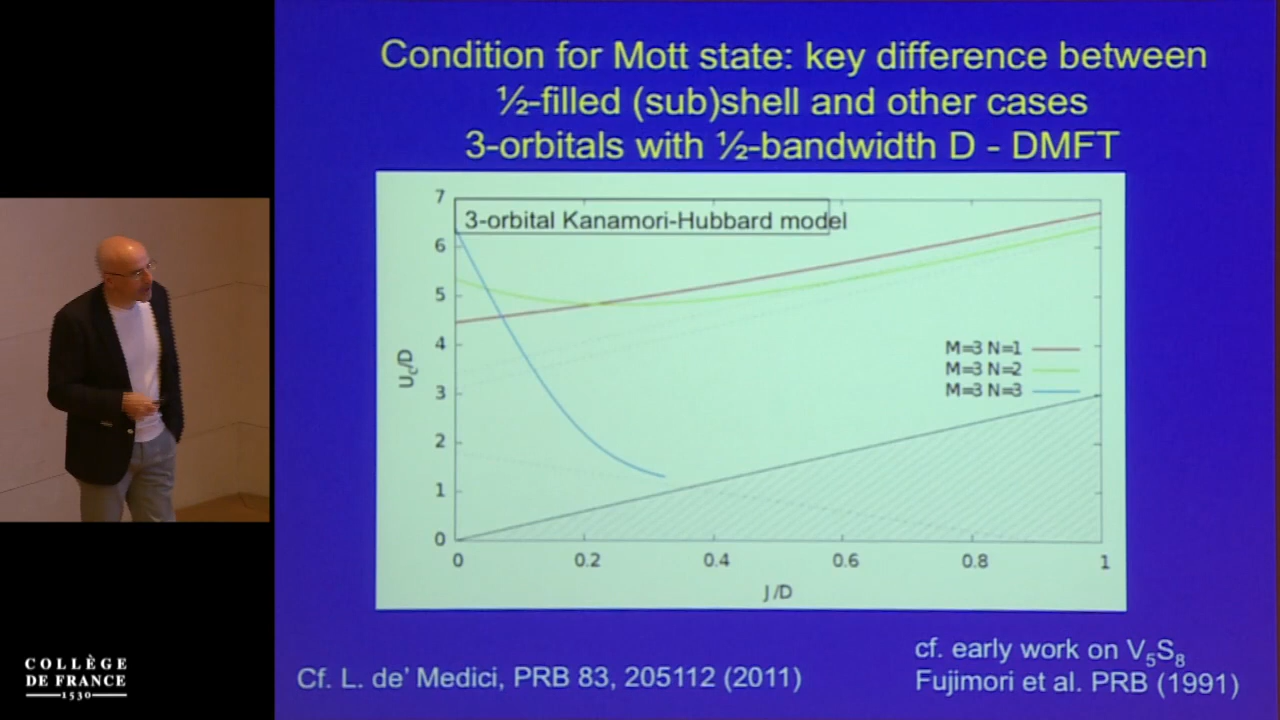 Condition for Mott state: key difference between
½-filled (sub)shell and other cases
3-orbitals with ½-bandwidth D - DMFT
3-orbital Kanamori-Hubbard model
7
6
5
4
3
2
1
0
U_c/D
M=3 N=1
M=3 N=2
M=3 N=3
0 0.2 0.4 0.6 0.8 1
J/D
cf. early work on V₅S₈
Cf. L. de' Medici, PRB 83, 205112 (2011)
Fujimori et al. PRB (1991)
COLLÈGE
DE FRANCE
1530